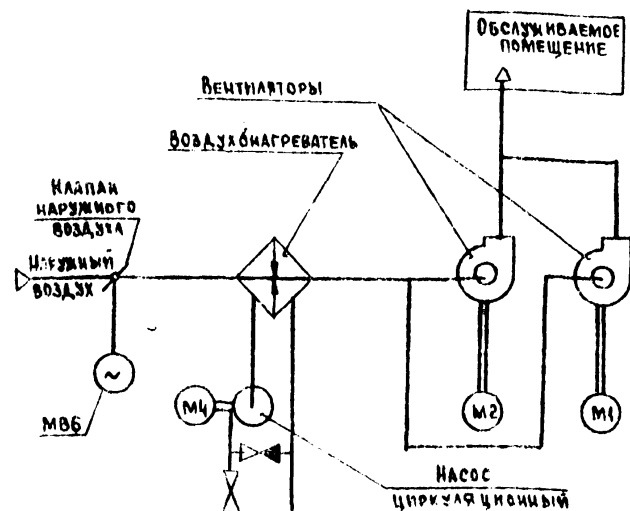 Обслуживаемое
помещение
Вентиляторы
Воздухонагреватель
Клапан
наружного
воздуха
Наружный
воздух
МВ6
М4
М2
М1
Насос
циркуляционный